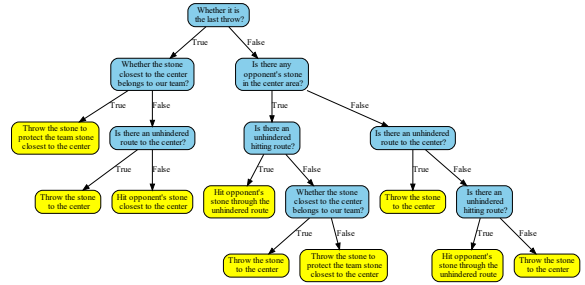 Whether it is
the last throw?
True
False
Whether the stone
closest to the center
belongs to our team?
Is there any
opponent's stone
in the center area?
True
False
True
False
Throw the stone to
protect the team stone
closest to the center
Is there an unhindered
route to the center?
Is there an
unhindered
hitting route?
Is there an unhindered
route to the center?
True
False
True
False
True
False
Throw the stone
to the center
Hit opponent's stone
closest to the center
Hit opponent's
stone through the
unhindered route
Whether the stone
closest to the center
belongs to our team?
Throw the stone
to the center
Is there an
unhindered
hitting route?
True
False
True
False
Throw the stone
to the center
Throw the stone to
protect the team stone
closest to the center
Hit opponent's
stone through the
unhindered route
Throw the stone
to the center